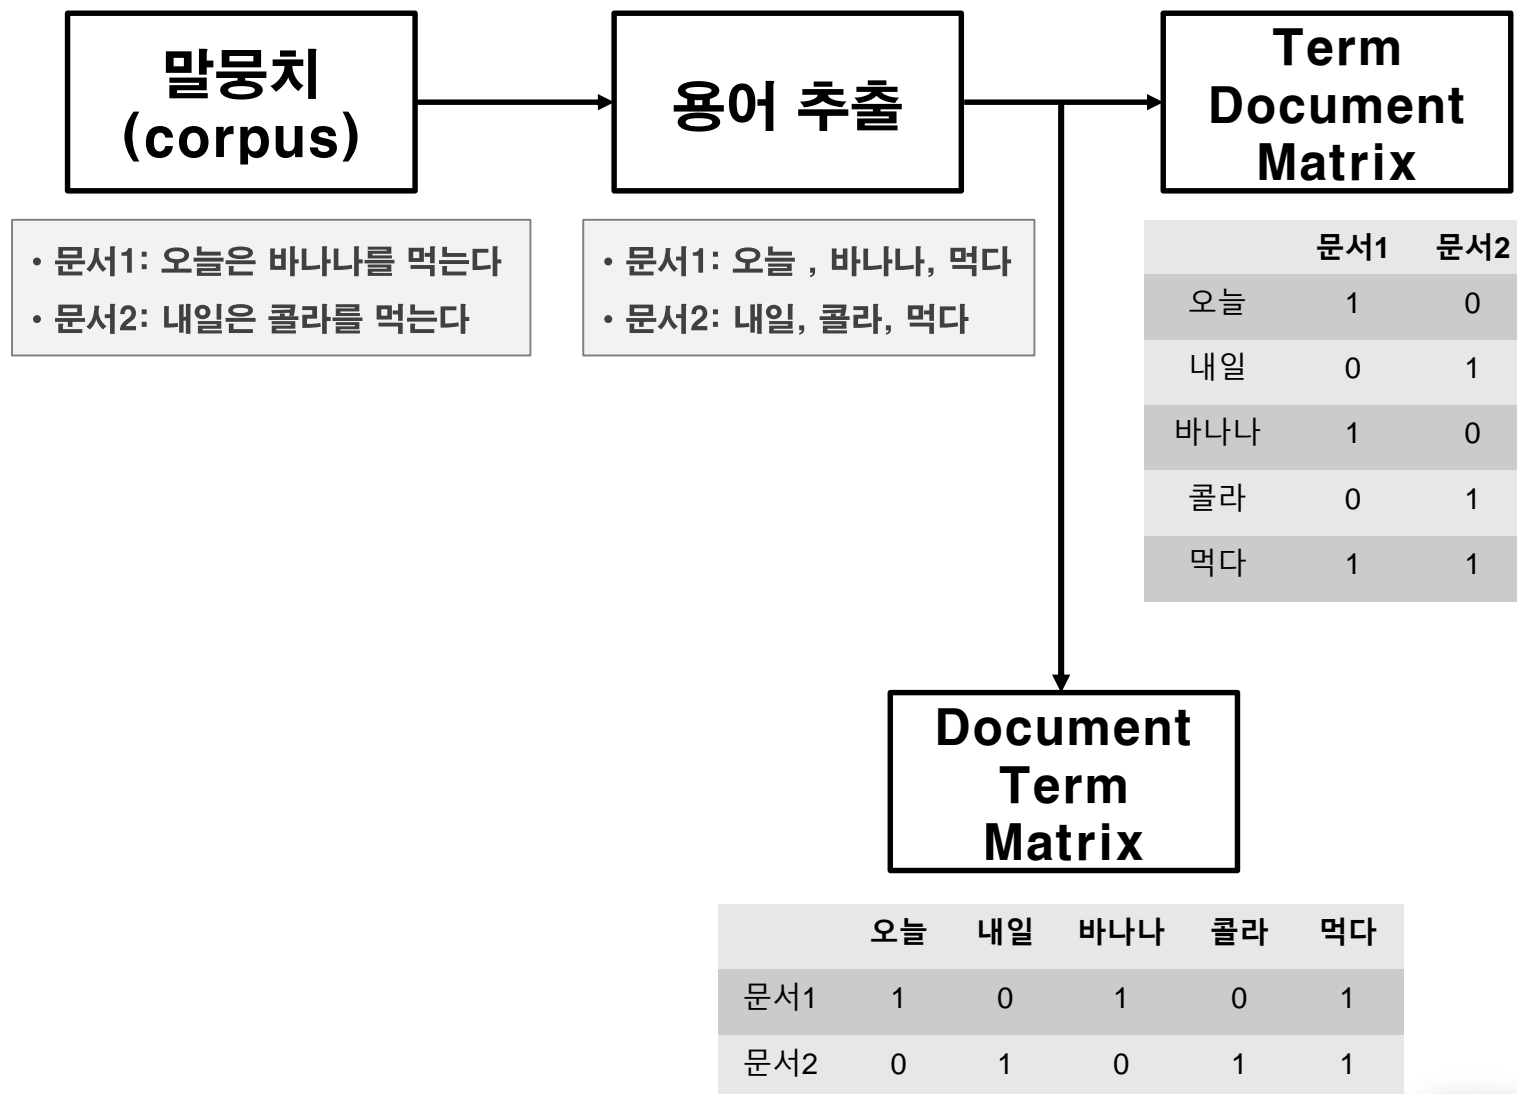 말뭉치
(corpus)
용어 추출
Term
Document
Matrix
• 문서1: 오늘은 바나나를 먹는다
• 문서2: 내일은 콜라를 먹는다
• 문서1: 오늘 , 바나나, 먹다
• 문서2: 내일, 콜라, 먹다
문서1 문서2
오늘 1 0
내일 0 1
바나나 1 0
콜라 0 1
먹다 1 1
Document
Term
Matrix
오늘 내일 바나나 콜라 먹다
문서1 1 0 1 0 1
문서2 0 1 0 1 1